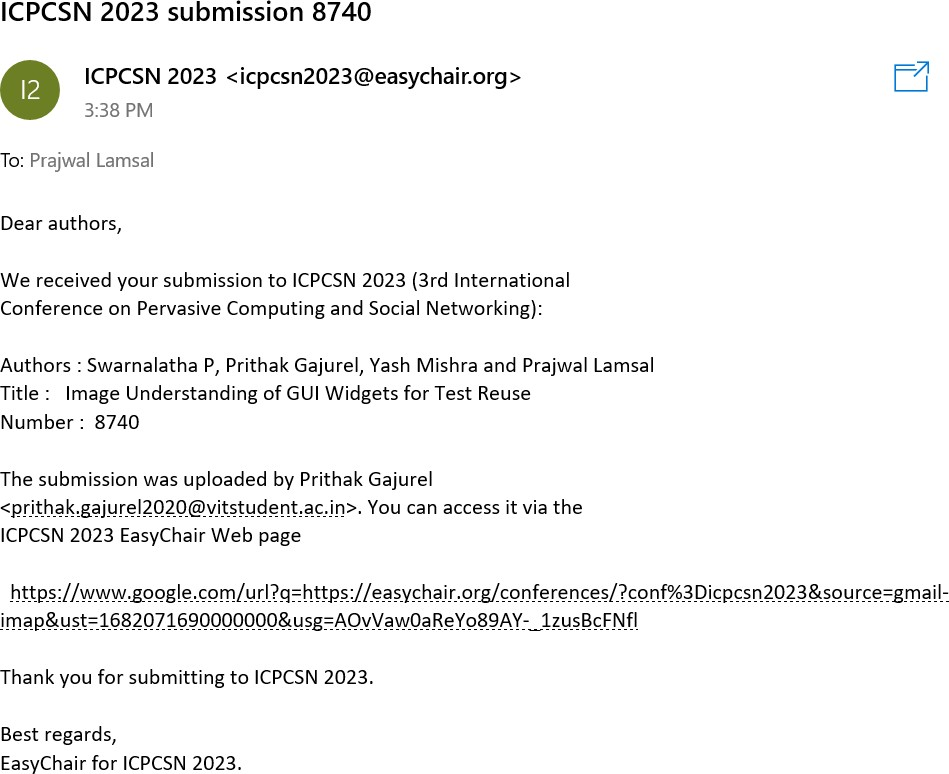 ICPCSN 2023 submission 8740
I2
ICPCSN 2023 <icpcsn2023@easychair.org>
3:38 PM
To: Prajwal Lamsal
Dear authors,
We received your submission to ICPCSN 2023 (3rd International
Conference on Pervasive Computing and Social Networking):
Authors : Swarnalatha P, Prithak Gajurel, Yash Mishra and Prajwal Lamsal
Title :   Image Understanding of GUI Widgets for Test Reuse
Number :  8740
The submission was uploaded by Prithak Gajurel
<prithak.gajurel2020@vitstudent.ac.in>. You can access it via the
ICPCSN 2023 EasyChair Web page
https://www.google.com/url?q=https://easychair.org/conferences/?conf%3Dicpcsn2023&source=gmail-
imap&ust=1682071690000000&usg=AOvVaw0aReYo89AY-_1zusBcFNfl
Thank you for submitting to ICPCSN 2023.
Best regards,
EasyChair for ICPCSN 2023.